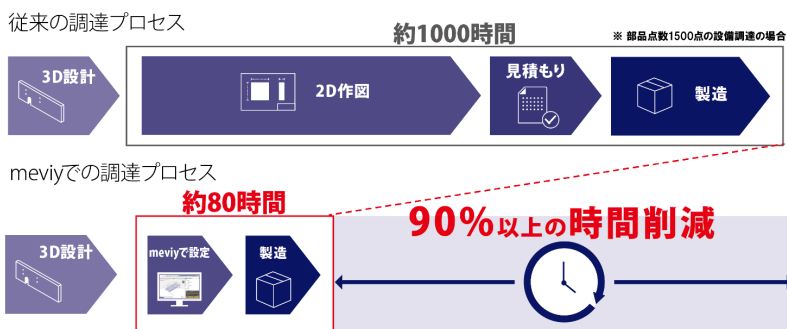 従来の調達プロセス
約1000時間
※ 部品点数1500点の設備調達の場合
3D設計
2D作図
見積もり
製造
meviyでの調達プロセス
約80時間
90%以上の時間削減
3D設計
meviyで設定
製造